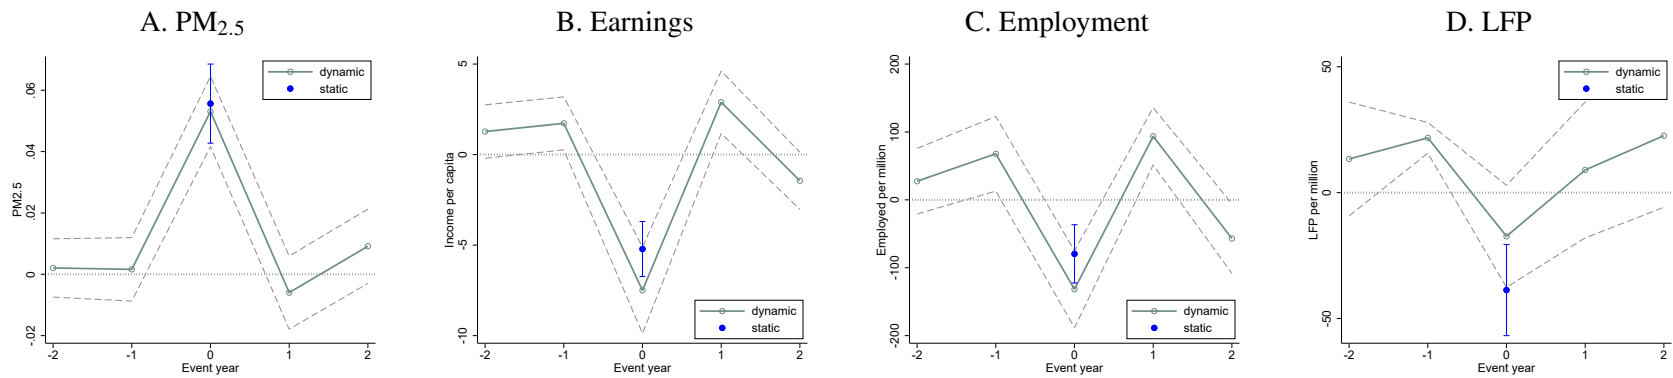 A. PM2.5
PM2.5
.06
.04
.02
0
-.02
-2 -1 0 1 2
Event year
dynamic
static
B. Earnings
Income per capita
5
0
-5
-10
-2 -1 0 1 2
Event year
dynamic
static
C. Employment
Employed per million
200
100
0
-100
-200
-2 -1 0 1 2
Event year
dynamic
static
D. LFP
LFP per million
50
0
-50
-2 -1 0 1 2
Event year
dynamic
static